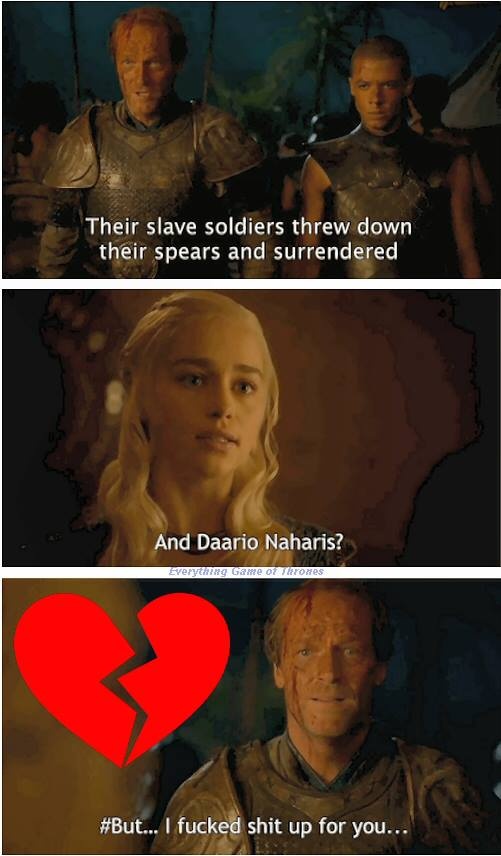 Their slave soldiers threw down
their spears and surrendered
And Daario Naharis?
Everything Game of Thrones
#But... I fucked shit up for you...